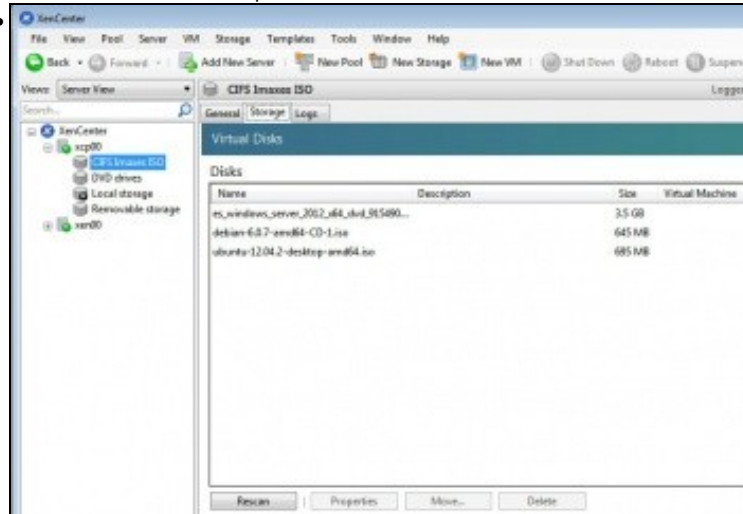 XenCenter
File View Pool Server VM Storage Templates Tools Window Help
Back Forward Add New Server New Pool New Storage New VM Shut Down Reboot Suspen
Views: Server View CIFS Imaxes ISO Logge
Search... General Storage Logs
XenCenter
xcp00
CIFS Imaxes ISO
DVD drives
Local storage
Removable storage
xen00
Virtual Disks
Disks
Name Description Size Virtual Machine
es_windows_server_2012_x64_dvd_915490... 3.5 GB
debian-6.0.7-amd64-CD-1.iso 645 MB
ubuntu-12.04.2-desktop-amd64.iso 695 MB
Rescan Properties Move... Delete